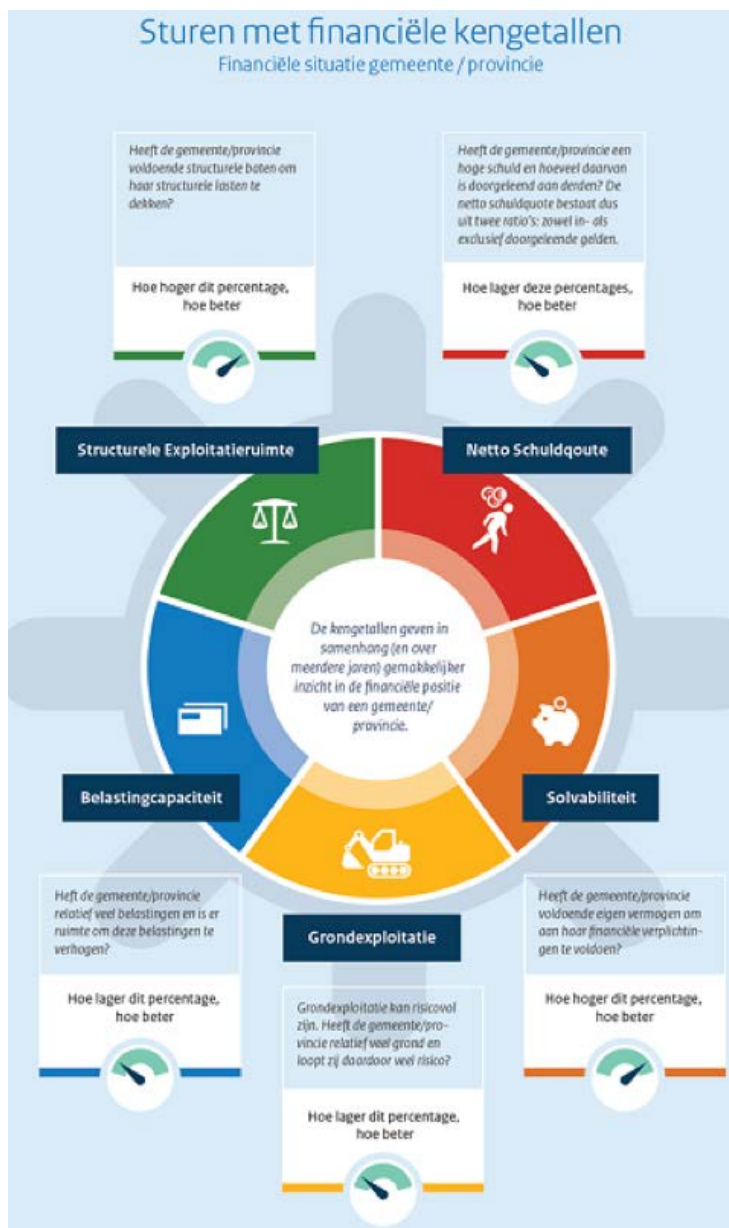 Sturen met financiële kengetallen
Financiële situatie gemeente / provincie
Heeft de gemeente/provincie
voldoende structurele baten om
haar structurele lasten te
dekken?
Hoe hoger dit percentage,
hoe beter
Heeft de gemeente/provincie een
hoge schuld en hoeveel daarvan
is doorgeleend aan derden? De
netto schuldquote bestaat dus
uit twee ratio's: zowel in- als
exclusief doorgeleende gelden.
Hoe lager deze percentages,
hoe beter
Structurele Exploitatieruimte
Netto Schuldqoute
De kengetallen geven in
samenhang (en over
meerdere jaren) gemakkelijker
inzicht in de financiële positie
van een gemeente/
provincie.
Belastingcapaciteit
Solvabiliteit
Heft de gemeente/provincie
relatief veel belastingen en is er
ruimte om deze belastingen te
verhogen?
Hoe lager dit percentage,
hoe beter
Grondexploitatie
Grondexploitatie kan risicovol
zijn. Heeft de gemeente/pro-
vincie relatief veel grond en
loopt zij daardoor veel risico?
Hoe lager dit percentage,
hoe beter
Heeft de gemeente/provincie
voldoende eigen vermogen om
aan haar financiële verplichtin-
gen te voldoen?
Hoe hoger dit percentage,
hoe beter